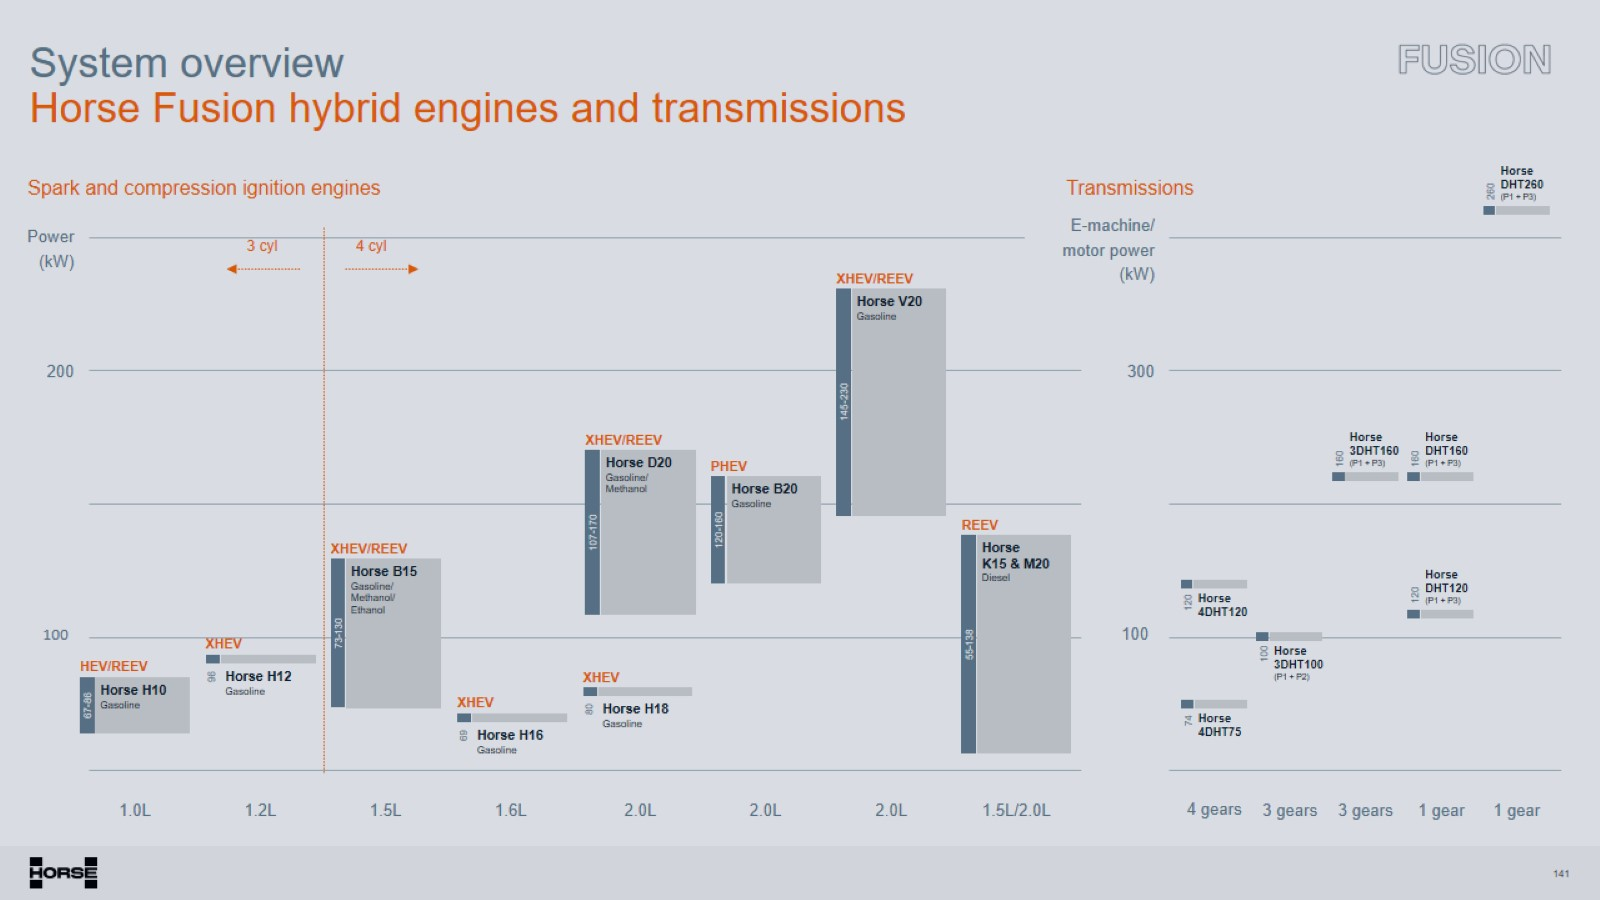 System overview
Horse Fusion hybrid engines and transmissions
FUSION
Spark and compression ignition engines
Power
(kW)
3 cyl
4 cyl
200
100
HEV/REEV
67-86
Horse H10
Gasoline
XHEV
96
Horse H12
Gasoline
XHEV/REEV
73-130
Horse B15
Gasoline/
Methanol/
Ethanol
XHEV
69
Horse H16
Gasoline
XHEV/REEV
107-170
Horse D20
Gasoline/
Methanol
XHEV
80
Horse H18
Gasoline
PHEV
120-160
Horse B20
Gasoline
XHEV/REEV
145-230
Horse V20
Gasoline
REEV
55-138
Horse
K15 & M20
Diesel
1.0L
1.2L
1.5L
1.6L
2.0L
2.0L
2.0L
1.5L/2.0L
Transmissions
E-machine/
motor power
(kW)
300
100
120
Horse
4DHT120
74
Horse
4DHT75
100
Horse
3DHT100
(P1 + P2)
160
Horse
3DHT160
(P1 + P3)
160
Horse
DHT160
(P1 + P3)
120
Horse
DHT120
(P1 + P3)
260
Horse
DHT260
(P1 + P3)
4 gears
3 gears
3 gears
1 gear
1 gear
HORSE
141